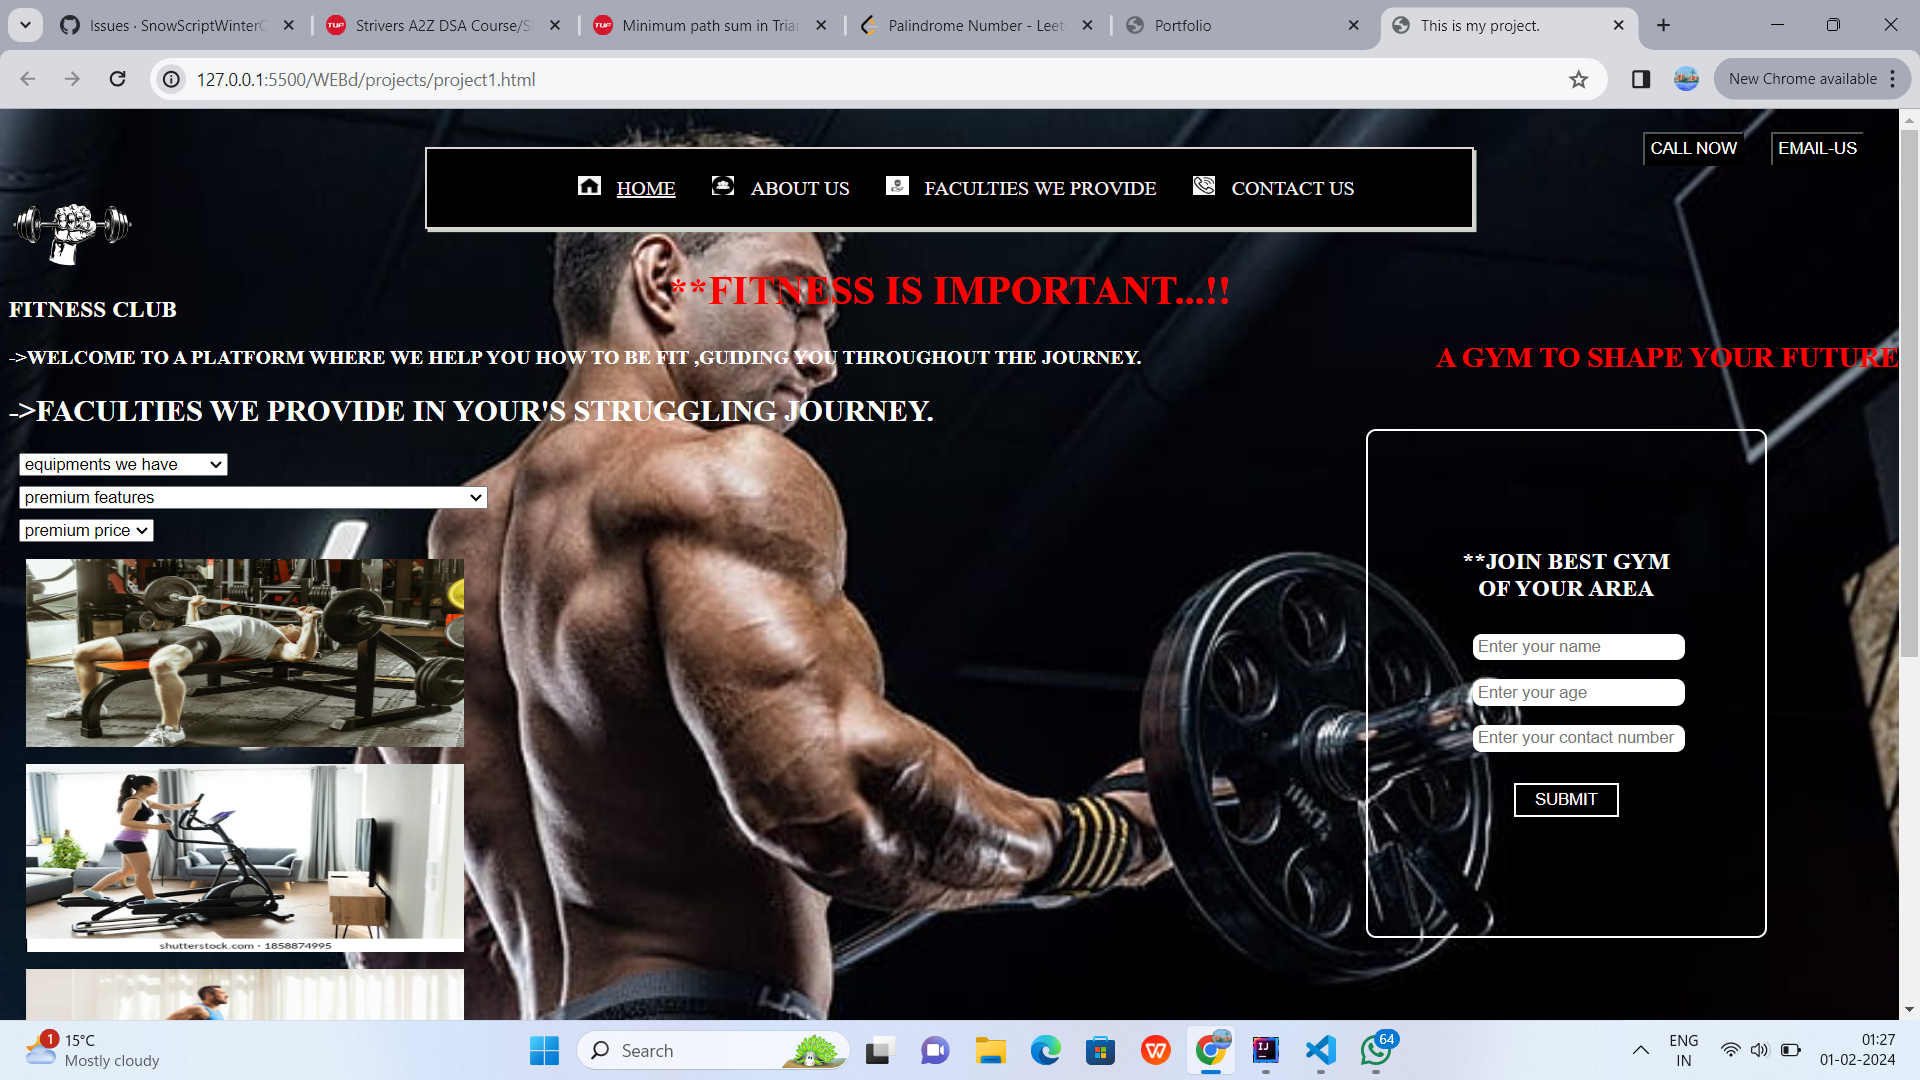 Issues · SnowScriptWinterC
Strivers A2Z DSA Course/S
Minimum path sum in Trian
Palindrome Number - Leet
Portfolio
This is my project.
127.0.0.1:5500/WEBd/projects/project1.html
New Chrome available
CALL NOW
EMAIL-US
HOME
ABOUT US
FACULTIES WE PROVIDE
CONTACT US
**FITNESS IS IMPORTANT...!!
FITNESS CLUB
->WELCOME TO A PLATFORM WHERE WE HELP YOU HOW TO BE FIT ,GUIDING YOU THROUGHOUT THE JOURNEY.
A GYM TO SHAPE YOUR FUTURE
->FACULTIES WE PROVIDE IN YOUR'S STRUGGLING JOURNEY.
equipments we have
premium features
premium price
**JOIN BEST GYM
OF YOUR AREA
Enter your name
Enter your age
Enter your contact number
SUBMIT
shutterstock.com · 1858874995
1
15°C
Mostly cloudy
Search
64
ENG
IN
01:27
01-02-2024